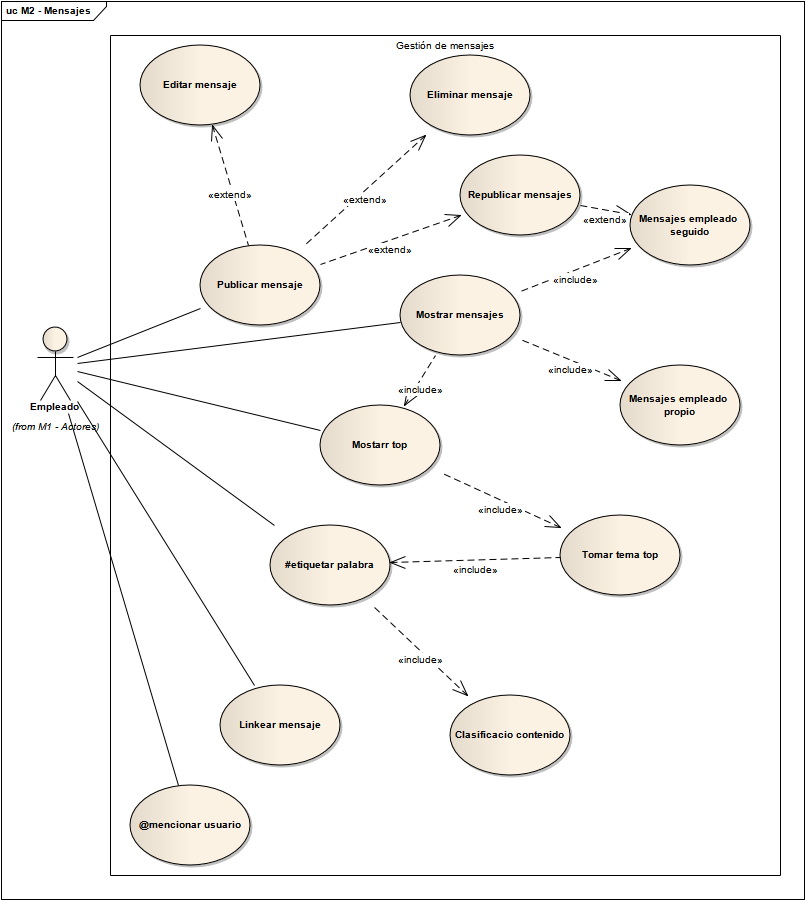 uc M2 - Mensajes
Gestión de mensajes
Editar mensaje
Eliminar mensaje
«extend»
«extend»
Republicar mensajes
«extend»
Mensajes empleado
seguido
«extend»
Publicar mensaje
«include»
Mostrar mensajes
«include»
Mensajes empleado
propio
«include»
Empleado
(from M1 - Actores)
Mostarr top
«include»
Tomar tema top
#etiquetar palabra
«include»
«include»
Linkear mensaje
Clasificacio contenido
@mencionar usuario